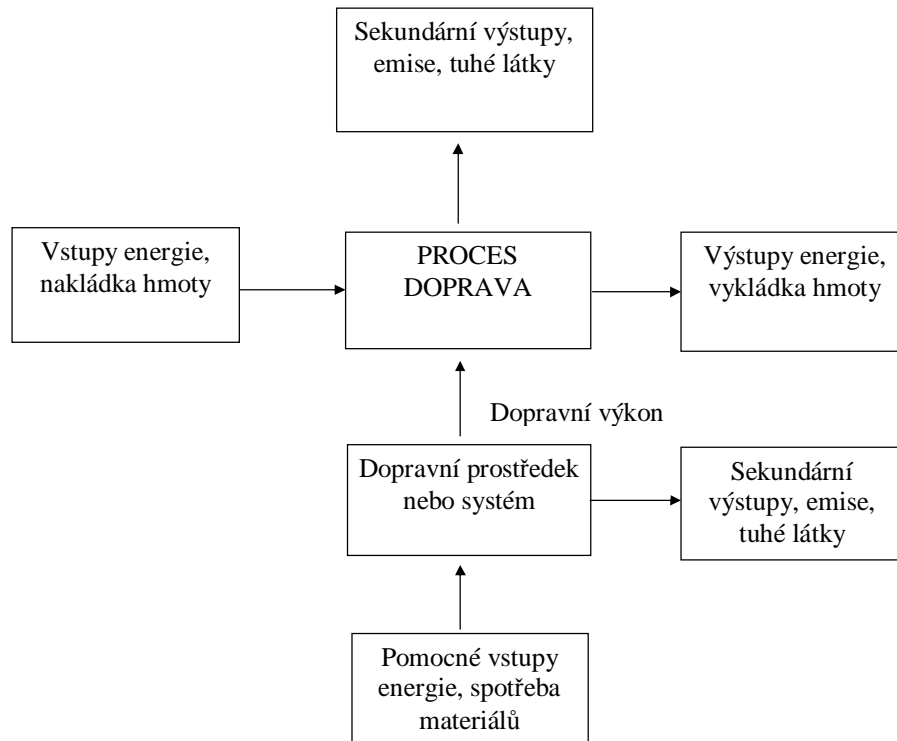 Sekundární výstupy,
emise, tuhé látky
Vstupy energie,
nakládka hmoty
PROCES
DOPRAVA
Výstupy energie,
vykládka hmoty
Dopravní výkon
Dopravní prostředek
nebo systém
Sekundární
výstupy, emise,
tuhé látky
Pomocné vstupy
energie, spotřeba
materiálů